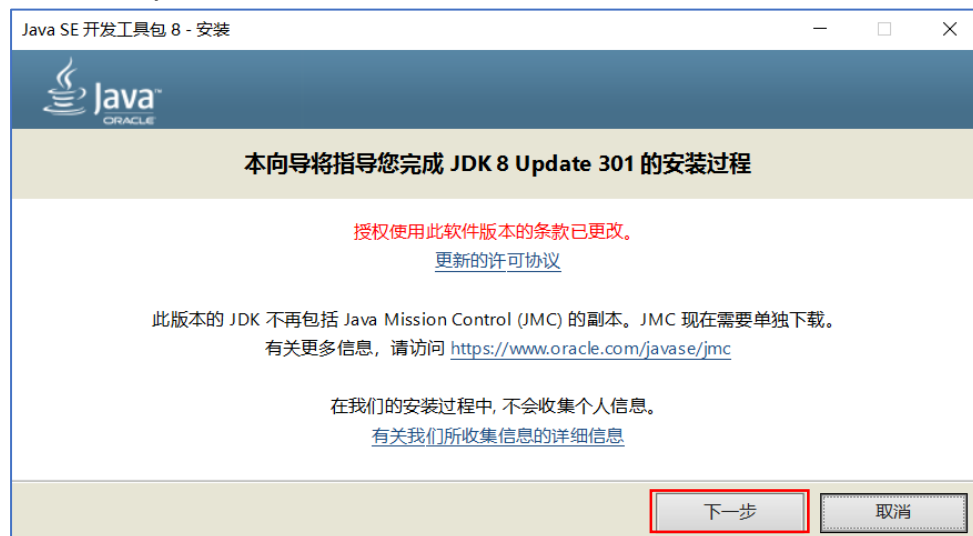 Java SE 开发工具包 8 - 安装
Java™
ORACLE
本向导将指导您完成 JDK 8 Update 301 的安装过程
授权使用此软件版本的条款已更改。
更新的许可协议
此版本的 JDK 不再包括 Java Mission Control (JMC) 的副本。JMC 现在需要单独下载。
有关更多信息，请访问 https://www.oracle.com/javase/jmc
在我们的安装过程中, 不会收集个人信息。
有关我们所收集信息的详细信息
下一步 取消